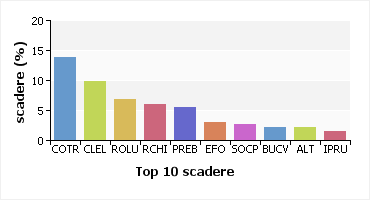 scadere (%)
20
15
10
5
0
COTR CLEL ROLU RCHI PREB EFO SOCP BUCV ALT IPRU
Top 10 scadere